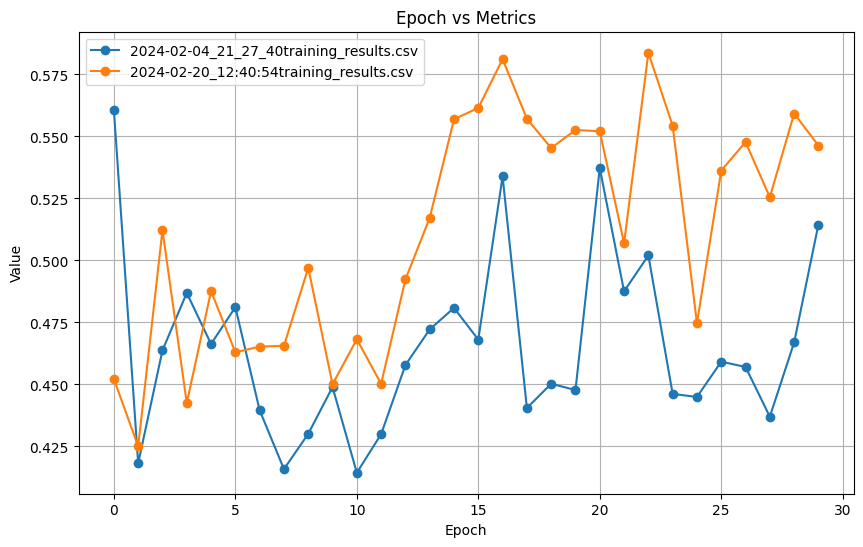 Epoch vs Metrics
2024-02-04_21_27_40training_results.csv
2024-02-20_12:40:54training_results.csv
0.575
0.550
0.525
0.500
0.475
0.450
0.425
Value
0 5 10 15 20 25 30
Epoch